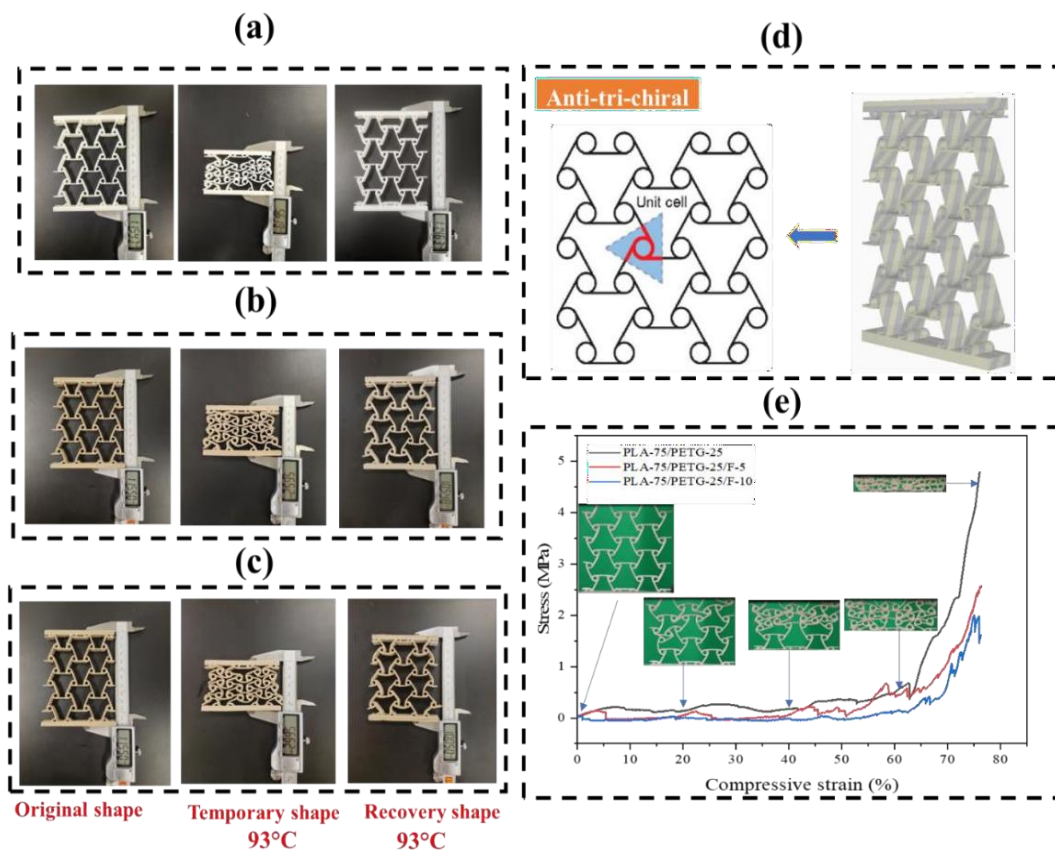 (a)
(b)
(c)
Original shape
Temporary shape
93°C
Recovery shape
93°C
(d)
Anti-tri-chiral
Unit cell
(e)
PLA-75/PETG-25
PLA-75/PETG-25/F-5
PLA-75/PETG-25/F-10
Stress (MPa)
5
4
3
2
1
0
0 10 20 30 40 50 60 70 80
Compressive strain (%)